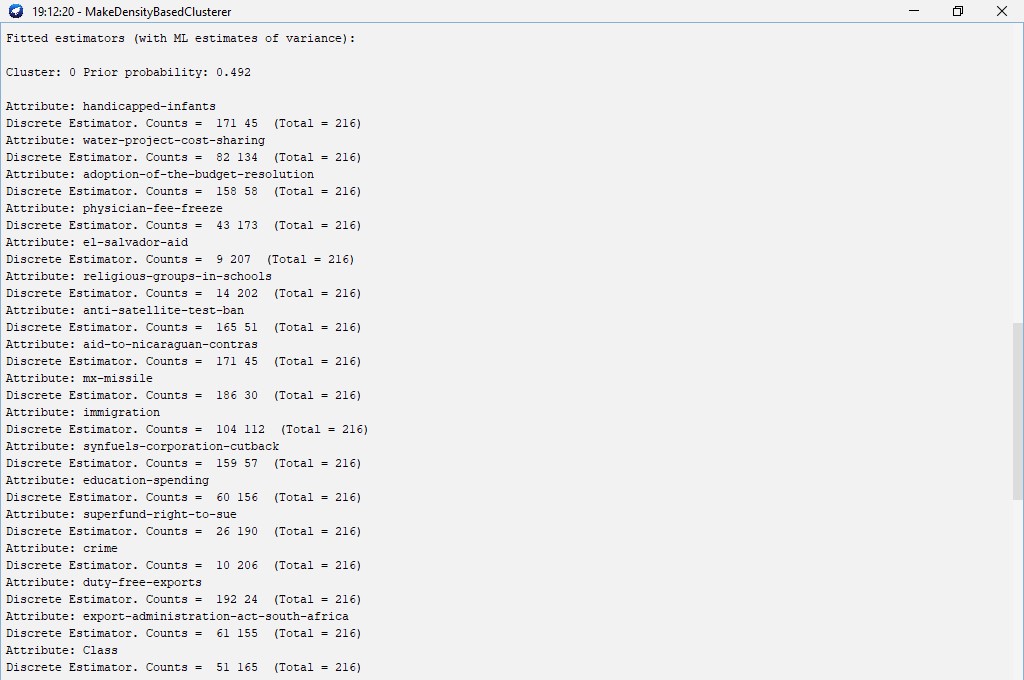 19:12:20 - MakeDensityBasedClusterer
Fitted estimators (with ML estimates of variance):
Cluster: 0 Prior probability: 0.492
Attribute: handicapped-infants
Discrete Estimator. Counts =  171 45  (Total = 216)
Attribute: water-project-cost-sharing
Discrete Estimator. Counts =  82 134  (Total = 216)
Attribute: adoption-of-the-budget-resolution
Discrete Estimator. Counts =  158 58  (Total = 216)
Attribute: physician-fee-freeze
Discrete Estimator. Counts =  43 173  (Total = 216)
Attribute: el-salvador-aid
Discrete Estimator. Counts =  9 207  (Total = 216)
Attribute: religious-groups-in-schools
Discrete Estimator. Counts =  14 202  (Total = 216)
Attribute: anti-satellite-test-ban
Discrete Estimator. Counts =  165 51  (Total = 216)
Attribute: aid-to-nicaraguan-contras
Discrete Estimator. Counts =  171 45  (Total = 216)
Attribute: mx-missile
Discrete Estimator. Counts =  186 30  (Total = 216)
Attribute: immigration
Discrete Estimator. Counts =  104 112  (Total = 216)
Attribute: synfuels-corporation-cutback
Discrete Estimator. Counts =  159 57  (Total = 216)
Attribute: education-spending
Discrete Estimator. Counts =  60 156  (Total = 216)
Attribute: superfund-right-to-sue
Discrete Estimator. Counts =  26 190  (Total = 216)
Attribute: crime
Discrete Estimator. Counts =  10 206  (Total = 216)
Attribute: duty-free-exports
Discrete Estimator. Counts =  192 24  (Total = 216)
Attribute: export-administration-act-south-africa
Discrete Estimator. Counts =  61 155  (Total = 216)
Attribute: Class
Discrete Estimator. Counts =  51 165  (Total = 216)